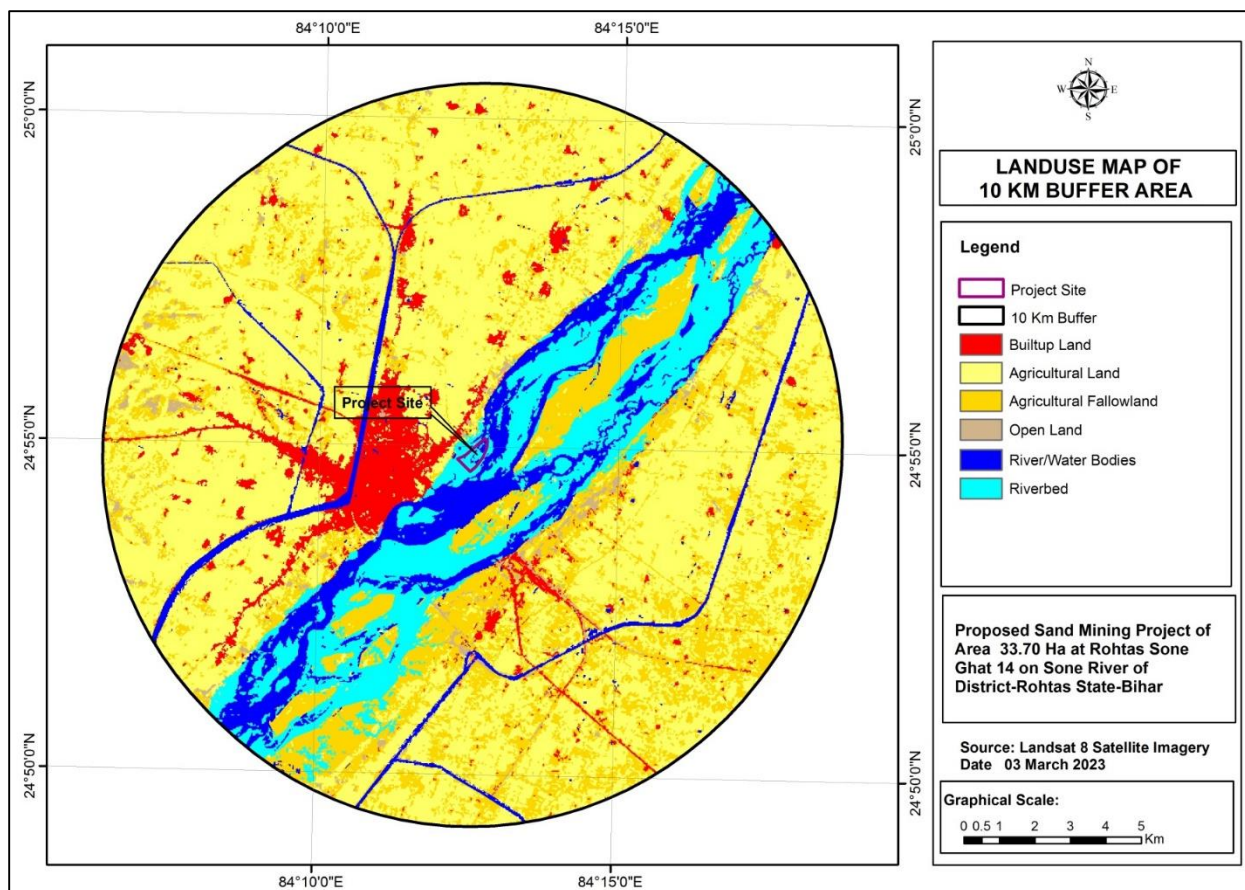 84°10'0"E
84°15'0"E
25°0'0"N
25°0'0"N
24°55'0"N
24°55'0"N
24°50'0"N
24°50'0"N
84°10'0"E
84°15'0"E
Project Site
N
W
E
S
LANDUSE MAP OF
10 KM BUFFER AREA
Legend
Project Site
10 Km Buffer
Builtup Land
Agricultural Land
Agricultural Fallowland
Open Land
River/Water Bodies
Riverbed
Proposed Sand Mining Project of
Area 33.70 Ha at Rohtas Sone
Ghat 14 on Sone River of
District-Rohtas State-Bihar
Source: Landsat 8 Satellite Imagery
Date 03 March 2023
Graphical Scale:
0 0.5 1 2 3 4 5
Km